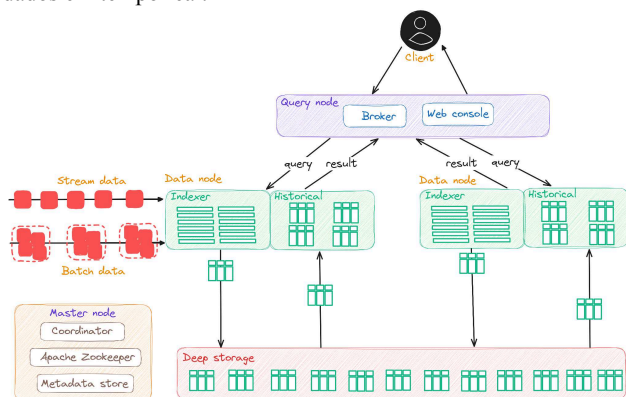 Client
Query node
Broker
Web console
query
result
result
query
Stream data
Data node
Data node
Indexer
Historical
Indexer
Historical
Batch data
Master node
Coordinator
Apache Zookeeper
Metadata store
Deep storage